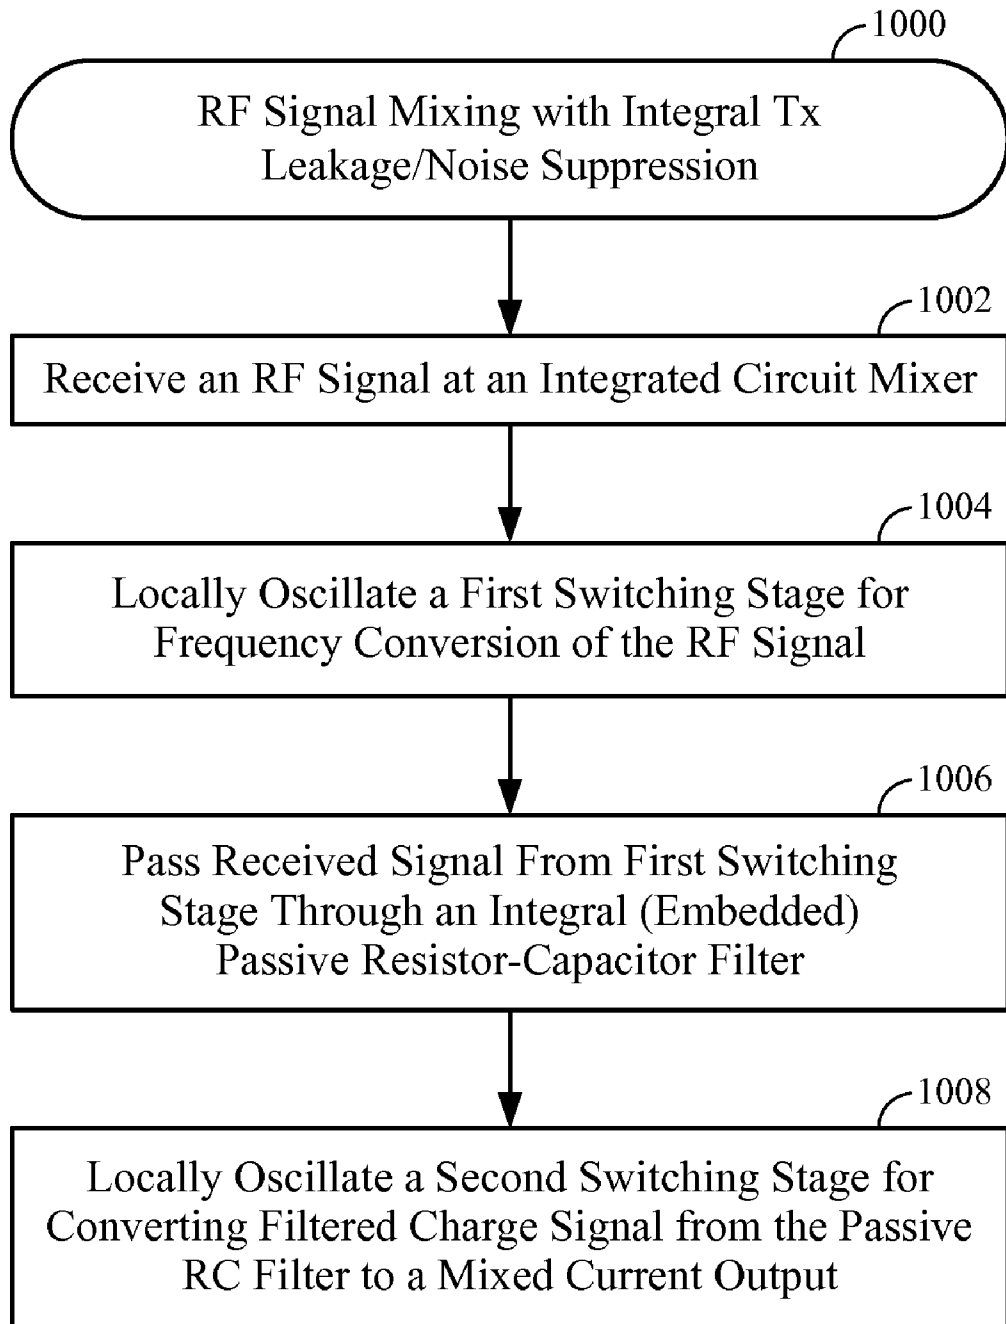 1000
RF Signal Mixing with Integral Tx
Leakage/Noise Suppression
1002
Receive an RF Signal at an Integrated Circuit Mixer
1004
Locally Oscillate a First Switching Stage for
Frequency Conversion of the RF Signal
1006
Pass Received Signal From First Switching
Stage Through an Integral (Embedded)
Passive Resistor-Capacitor Filter
1008
Locally Oscillate a Second Switching Stage for
Converting Filtered Charge Signal from the Passive
RC Filter to a Mixed Current Output